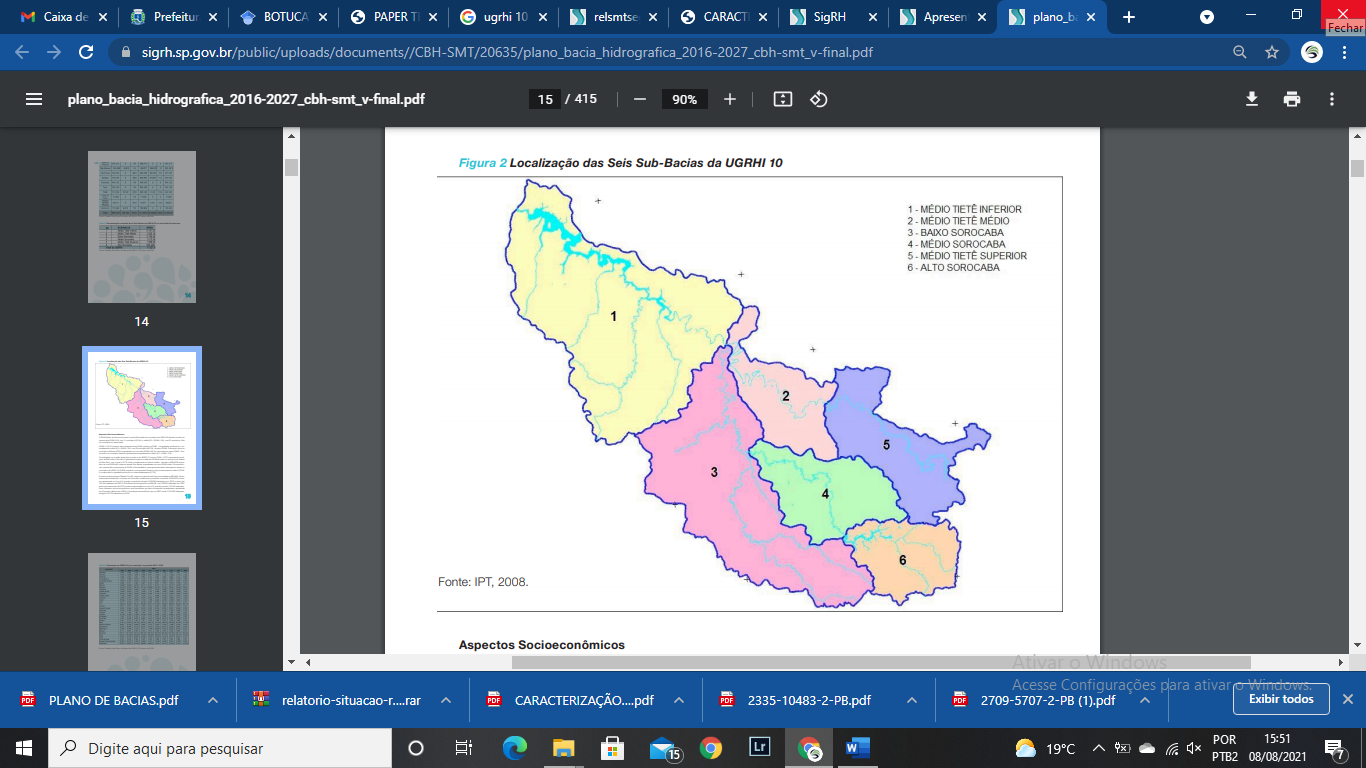 Caixa de
Prefeitur
BOTUCA
PAPER T
ugrhi 10
relsmtse
CARACT
SigRH
Apresen
plano_ba
Fechar
sigrh.sp.gov.br/public/uploads/documents//CBH-SMT/20635/plano_bacia_hidrografica_2016-2027_cbh-smt_v-final.pdf
plano_bacia_hidrografica_2016-2027_cbh-smt_v-final.pdf
15 / 415
90%
14
15
Figura 2 Localização das Seis Sub-Bacias da UGRHI 10
1 - MÉDIO TIETÊ INFERIOR
2 - MÉDIO TIETÊ MÉDIO
3 - BAIXO SOROCABA
4 - MÉDIO SOROCABA
5 - MÉDIO TIETÊ SUPERIOR
6 - ALTO SOROCABA
1
2
3
4
5
6
Fonte: IPT, 2008.
Aspectos Socioeconômicos
Ativar o Windows
Acesse Configurações para ativar o Windows.
PLANO DE BACIAS.pdf
relatorio-situacao-r....rar
CARACTERIZAÇÃO....pdf
2335-10483-2-PB.pdf
2709-5707-2-PB (1).pdf
Exibir todos
Digite aqui para pesquisar
15
Lr
19°C
POR
PTB2
15:51
08/08/2021
7